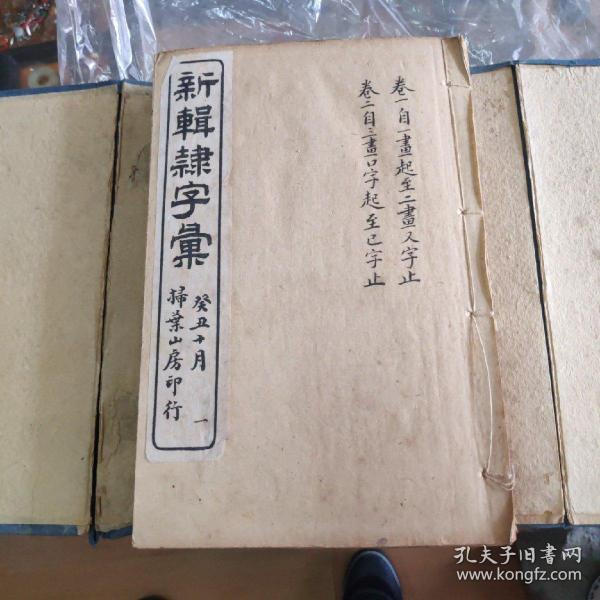 卷一自一畫起至二畫又字止
卷二自三畫口字起至已字止
新輯隷字彙
癸丑十月
掃葉山房印行
一
孔夫子旧书网
www.kongfz.com